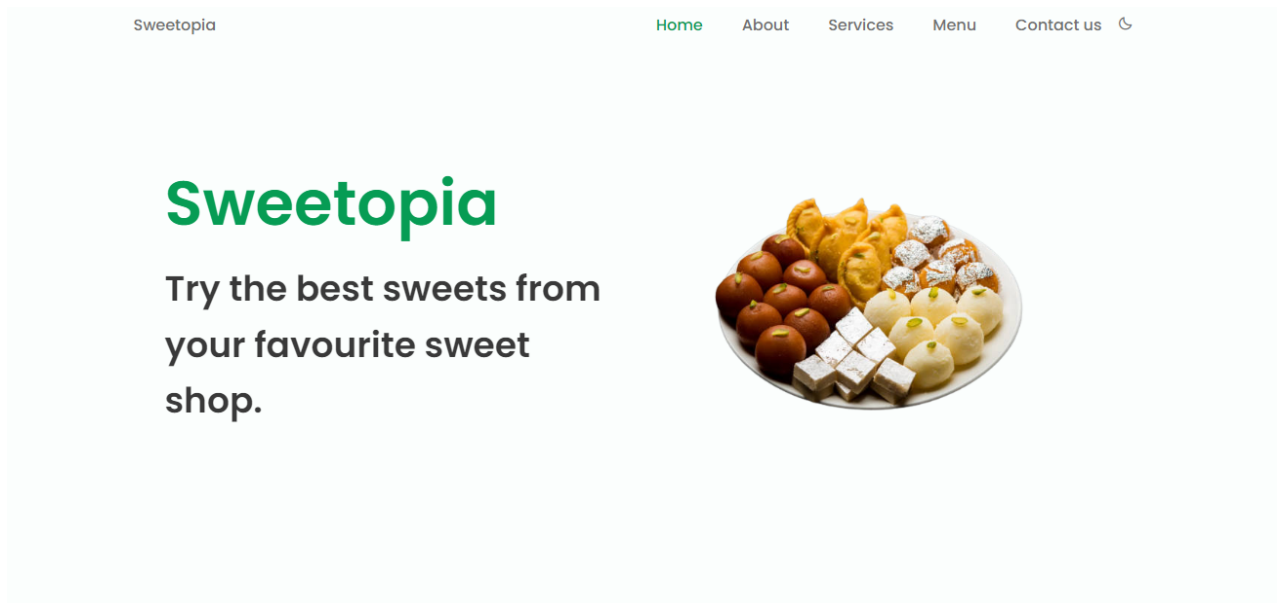 Sweetopia
Home About Services Menu Contact us
Sweetopia
Try the best sweets from
your favourite sweet
shop.